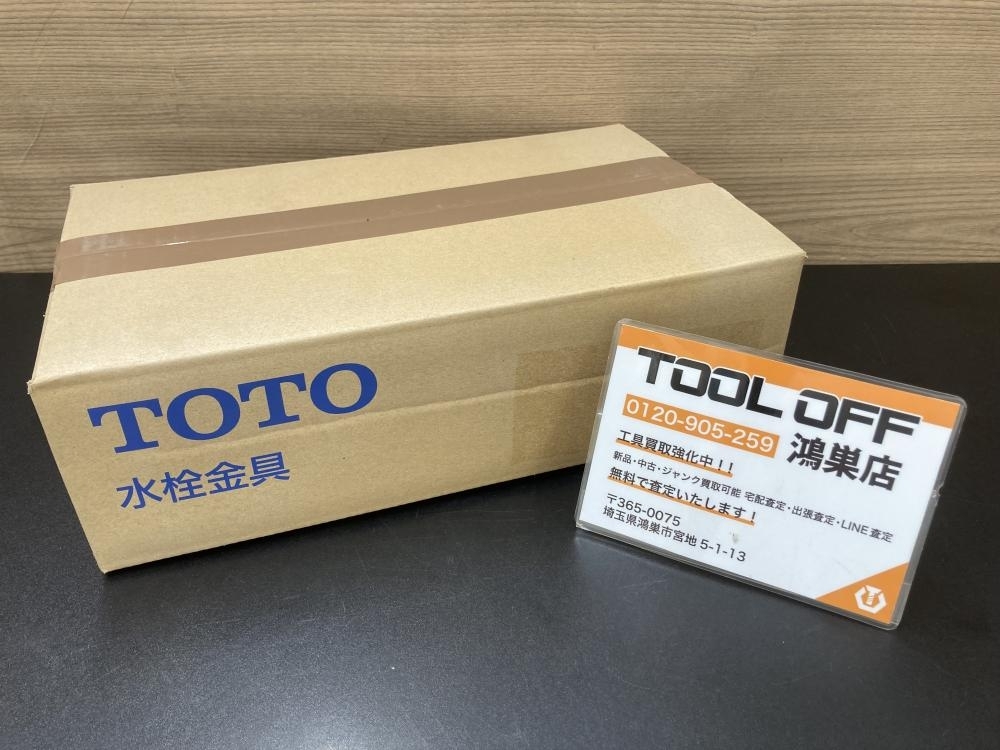 TOTO
水栓金具
TOOL OFF
0120-905-259
鴻巣店
工具買取強化中！！
新品・中古・ジャンク買取可能 宅配査定・出張査定・LINE査定
無料で査定いたします！
〒365-0075
埼玉県鴻巣市宮地 5-1-13